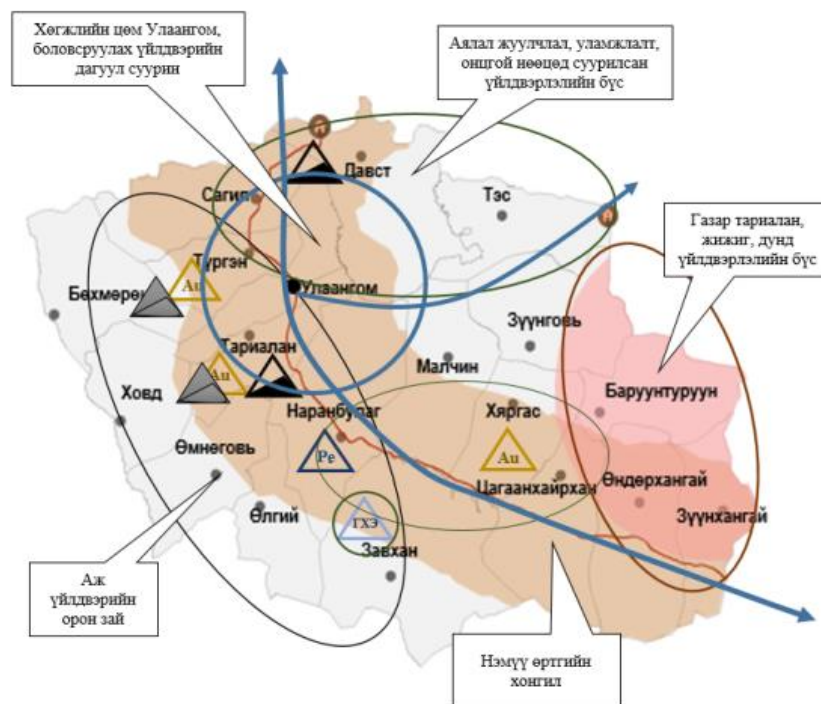 Хөгжлийн цөм Улаангом,
боловсруулах үйлдвэрийн
дагуул суурин
Аялал жуулчлал, уламжлалт,
онцгой нөөцөд суурилсан
үйлдвэрлэлийн бүс
Давст
Сагил
Тэс
Газар тариалан,
жижиг, дунд
үйлдвэрлэлийн бүс
Түргэн
Au
Бөхмөрөн
Улаангом
Зүүнговь
Тариалан
Малчин
Au
Ховд
Баруунтуруун
Наранбулаг
Хяргас
Өмнөговь
Ре
Au
Цагаанхайрхан
Өндөрхангай
Зүүнхангай
Өлгий
ГХЭ
Завхан
Аж
үйлдвэрийн
орон зай
Нэмүү өртгийн
хонгил